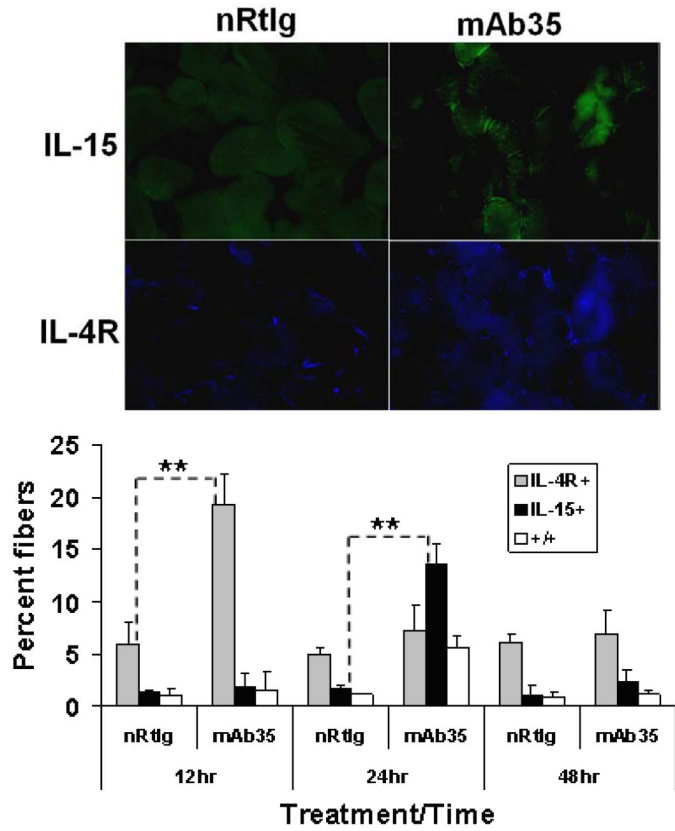 nRtIg mAb35
IL-15
IL-4R
25
20
15
10
5
0
Percent fibers
**
**
IL-4R+
IL-15+
+/+
nRtIg mAb35 nRtIg mAb35 nRtIg mAb35
12hr 24hr 48hr
Treatment/Time